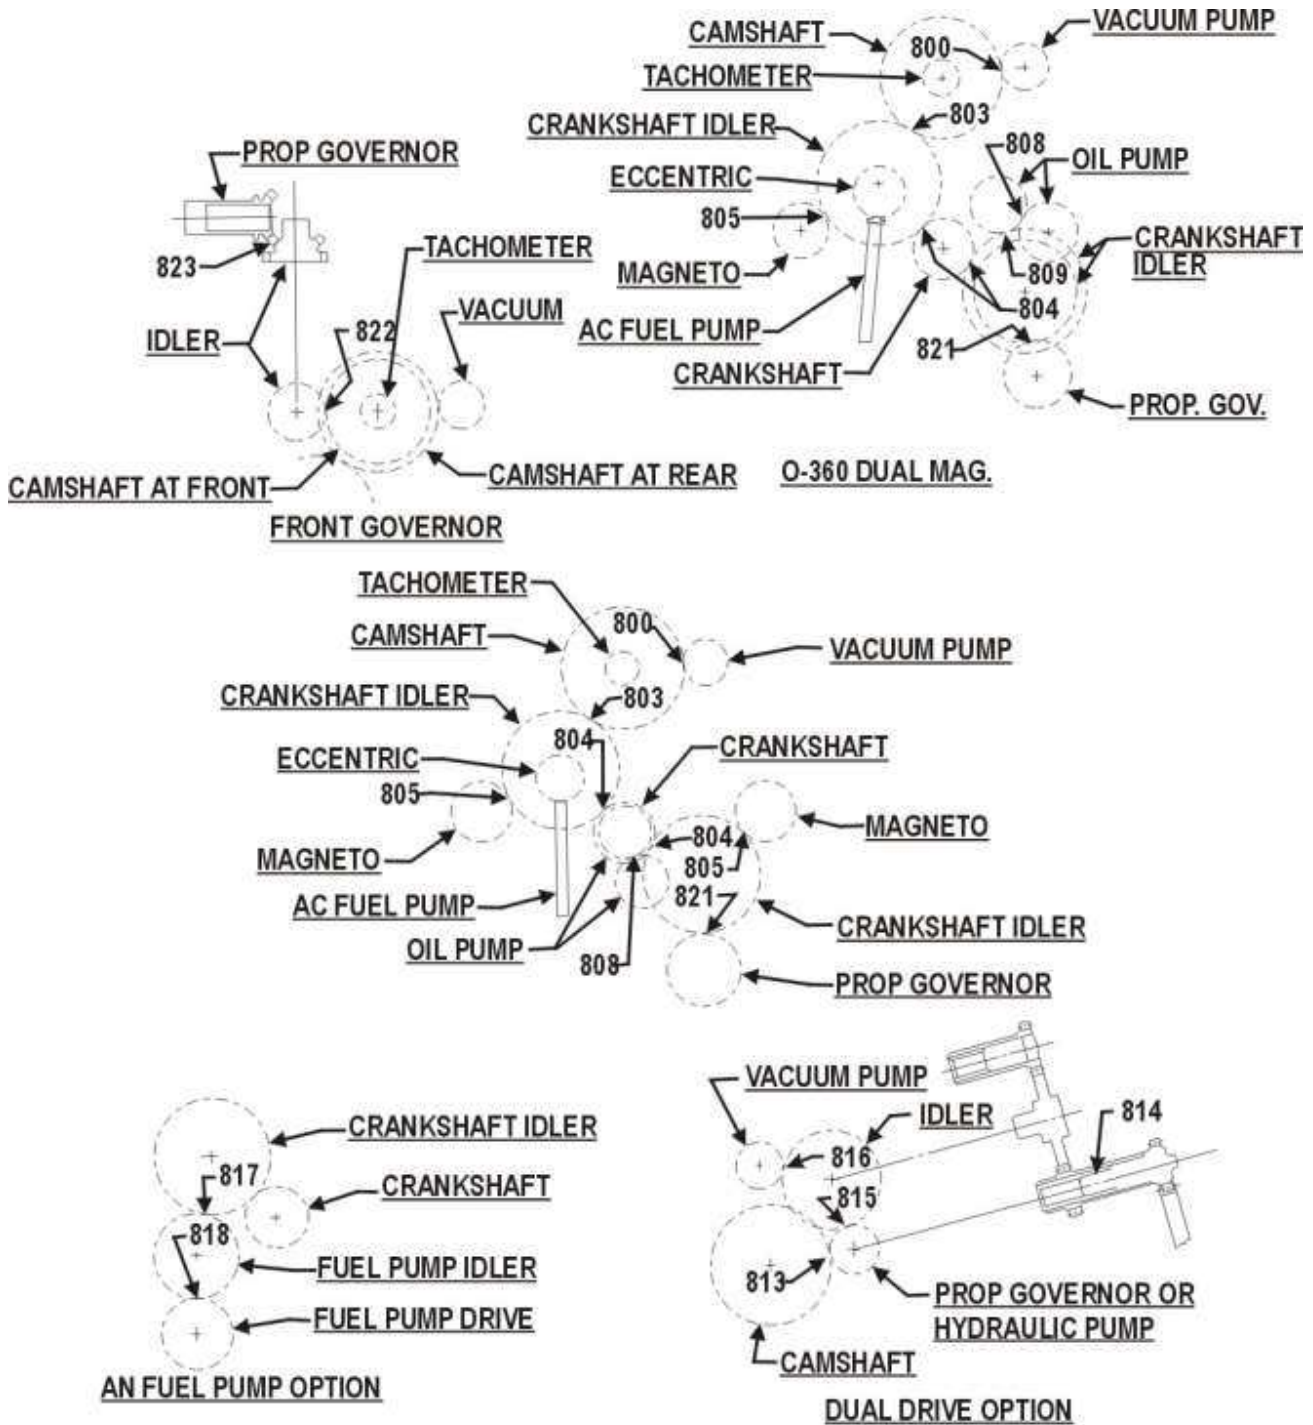 CAMSHAFT
800
VACUUM PUMP
TACHOMETER
803
CRANKSHAFT IDLER
808
OIL PUMP
ECCENTRIC
805
CRANKSHAFT
IDLER
809
MAGNETO
804
AC FUEL PUMP
821
CRANKSHAFT
PROP. GOV.
O-360 DUAL MAG.
PROP GOVERNOR
TACHOMETER
823
VACUUM
822
IDLER
CAMSHAFT AT FRONT
CAMSHAFT AT REAR
FRONT GOVERNOR
TACHOMETER
800
CAMSHAFT
VACUUM PUMP
CRANKSHAFT IDLER
803
804
CRANKSHAFT
ECCENTRIC
805
MAGNETO
804
MAGNETO
805
821
AC FUEL PUMP
CRANKSHAFT IDLER
OIL PUMP
808
PROP GOVERNOR
CRANKSHAFT IDLER
817
CRANKSHAFT
818
FUEL PUMP IDLER
FUEL PUMP DRIVE
AN FUEL PUMP OPTION
VACUUM PUMP
IDLER
814
816
815
813
PROP GOVERNOR OR
HYDRAULIC PUMP
CAMSHAFT
DUAL DRIVE OPTION